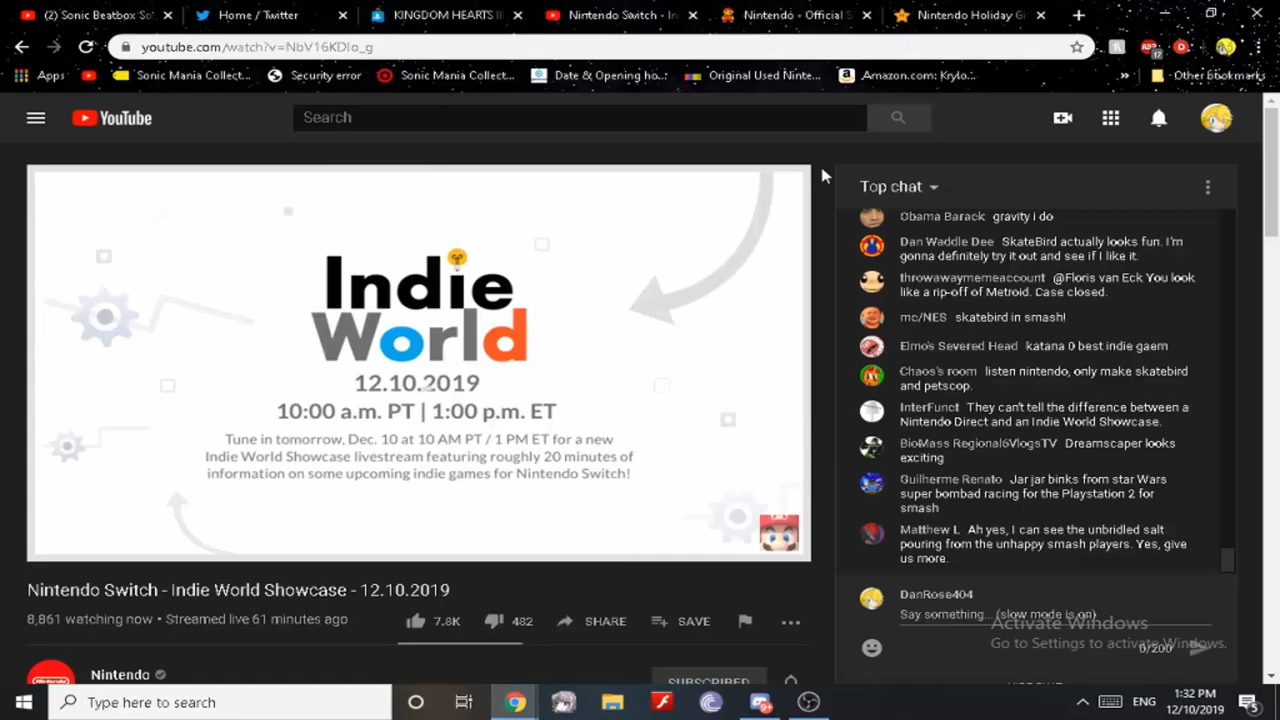 (2) Sonic Beatbox So
Home / Twitter
KINGDOM HEARTS III
Nintendo Switch - In
Nintendo - Official S
Nintendo Holiday Gi
youtube.com/watch?v=NbV16KDIo_g
Apps
Sonic Mania Collect...
Security error
Sonic Mania Collect...
Date & Opening ho...
Original Used Ninte...
Amazon.com: Krylo...
Other bookmarks
YouTube
Search
Indie
World
12.10.2019
10:00 a.m. PT | 1:00 p.m. ET
Tune in tomorrow, Dec. 10 at 10 AM PT / 1 PM ET for a new
Indie World Showcase livestream featuring roughly 20 minutes of
information on some upcoming indie games for Nintendo Switch!
Nintendo Switch - Indie World Showcase - 12.10.2019
8,861 watching now • Streamed live 61 minutes ago
7.8K
482
SHARE
SAVE
Nintendo
SUBSCRIBED
Top chat
Obama Barack gravity i do
Dan Waddle Dee SkateBird actually looks fun. I'm
gonna definitely try it out and see if I like it.
throwawaymemeaccount @Floris van Eck You look
like a rip-off of Metroid. Case closed.
mc/NES skatebird in smash!
Elmo's Severed Head katana 0 best indie gaem
Chaos's room listen nintendo, only make skatebird
and petscop.
InterFunct They can't tell the difference between a
Nintendo Direct and an Indie World Showcase.
BioMass Regional6VlogsTV Dreamscaper looks
exciting
Guilherme Renato Jar jar binks from star Wars
super bombad racing for the Playstation 2 for
smash
Matthew L Ah yes, I can see the unbridled salt
pouring from the unhappy smash players. Yes, give
us more.
DanRose404
Say something... (slow mode is on)
0/200
Activate Windows
Go to Settings to activate Windows.
Type here to search
ENG
1:32 PM
12/10/2019